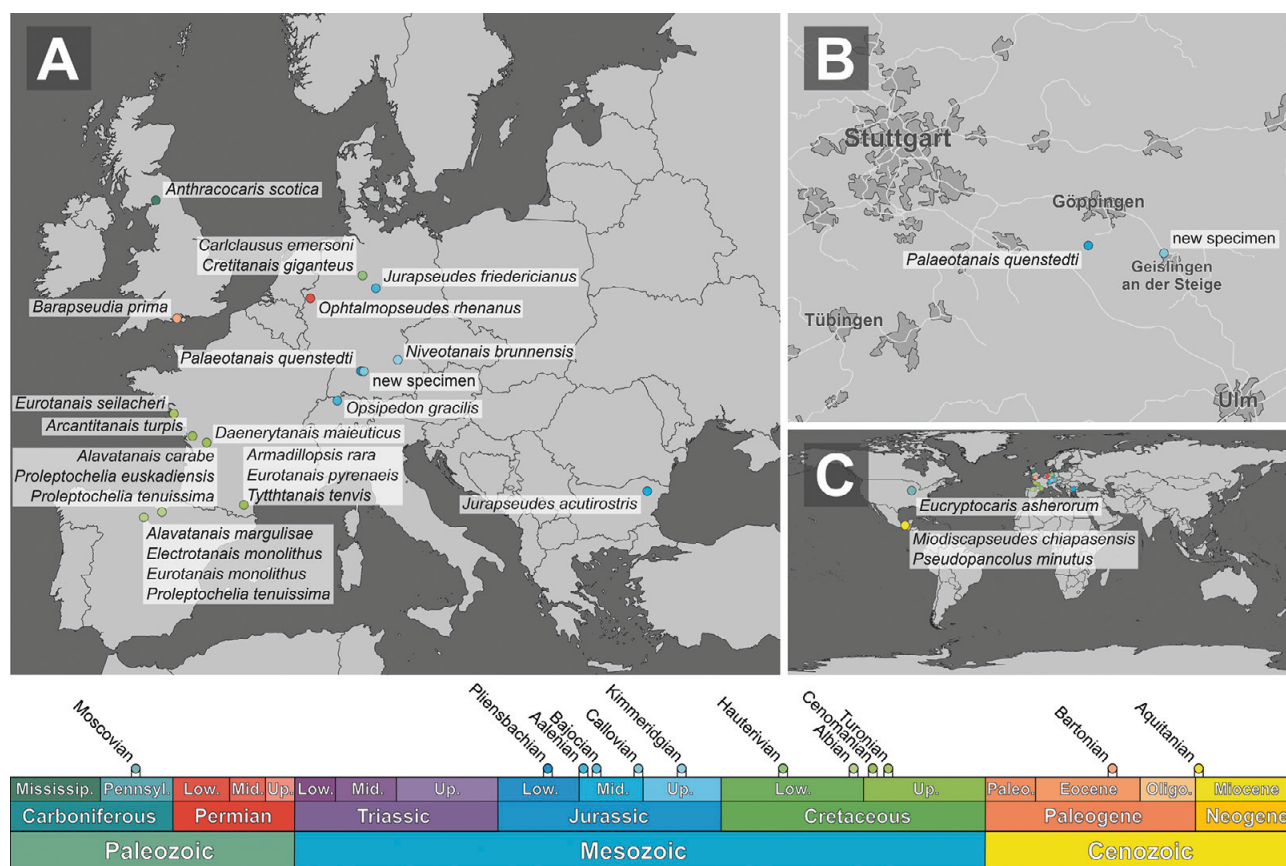 A
Anthracocaris scotica
Carlclausus emersoni
Cretitanais giganteus
Jurapseudes friedericianus
Ophtalmopseudes rhenanus
Barapseudia prima
Palaeotanais quenstedti
Niveotanais brunnensis
new specimen
Opsipedon gracilis
Eurotanais seilacheri
Arcantitanais turpis
Daenerytanais maieuticus
Alavatanais carabe
Proleptochelia euskadiensis
Proleptochelia tenuissima
Armadillopsis rara
Eurotanais pyrenaeis
Tytthtanais tenvis
Jurapseudes acutirostris
Alavatanais margulisae
Electrotanais monolithus
Eurotanais monolithus
Proleptochelia tenuissima
B
Stuttgart
Göppingen
new specimen
Palaeotanais quenstedti
Geislingen
an der Steige
Tübingen
Ulm
C
Eucryptocaris asherorum
Miodiscapseudes chiapasensis
Pseudopancolus minutus
Moscovian
Pliensbachian
Aalenian
Bajocian
Callovian
Kimmeridgian
Hauterivian
Albian
Cenomanian
Turonian
Bartonian
Aquitanian
Mississip. Pennsyl. Low. Mid. Up. Low. Mid. Up. Low. Mid. Up. Low. Up. Paleo. Eocene Oligo. Miocene
Carboniferous Permian Triassic Jurassic Cretaceous Paleogene Neogene
Paleozoic Mesozoic Cenozoic